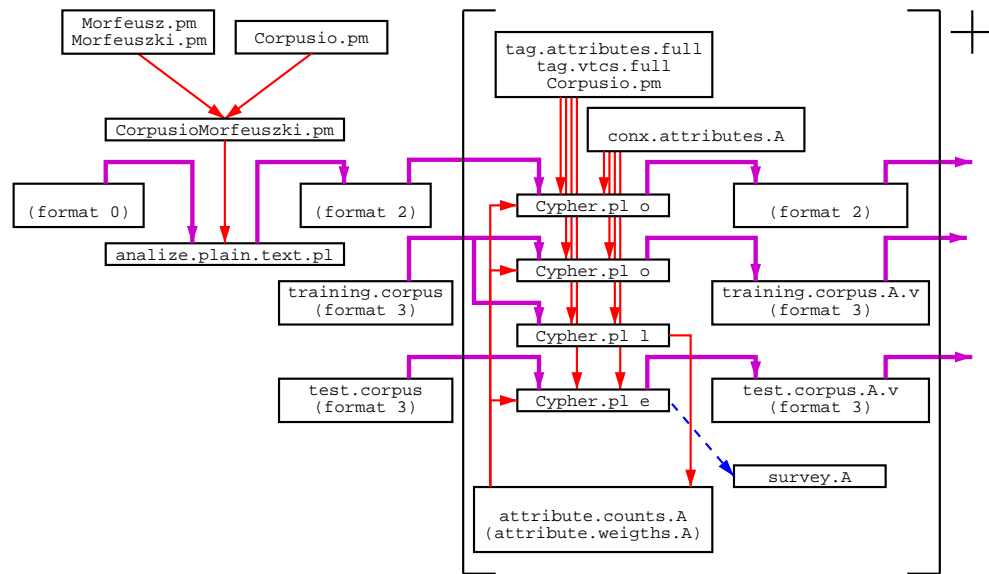 Morfeusz.pm
Morfeuszki.pm
Corpusio.pm
tag.attributes.full
tag.vtcs.full
Corpusio.pm
CorpusioMorfeuszki.pm
conx.attributes.A
(format 0)
(format 2)
Cypher.pl o
(format 2)
analize.plain.text.pl
Cypher.pl o
training.corpus
(format 3)
training.corpus.A.v
(format 3)
Cypher.pl l
test.corpus
(format 3)
Cypher.pl e
test.corpus.A.v
(format 3)
survey.A
attribute.counts.A
(attribute.weigths.A)